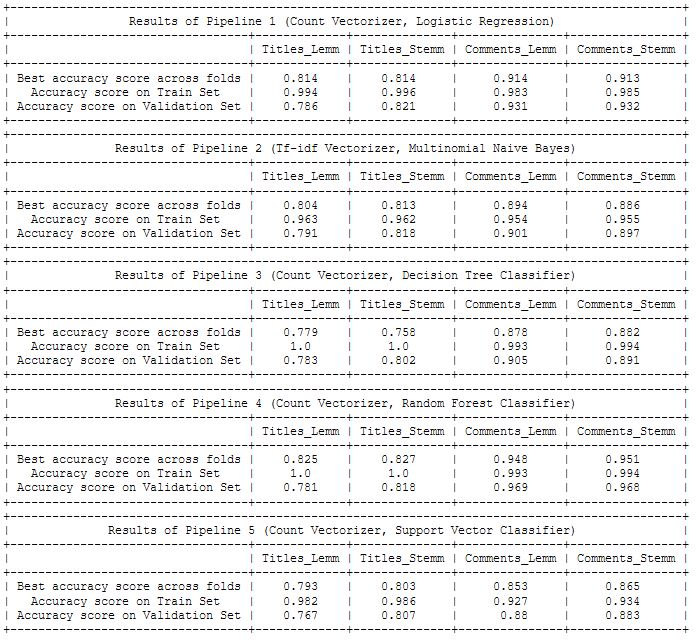 Results of Pipeline 1 (Count Vectorizer, Logistic Regression)
| Titles_Lemm | Titles_Stemm | Comments_Lemm | Comments_Stemm |
| Best accuracy score across folds | 0.814 | 0.814 | 0.914 | 0.913 |
| Accuracy score on Train Set | 0.994 | 0.996 | 0.983 | 0.985 |
| Accuracy score on Validation Set | 0.786 | 0.821 | 0.931 | 0.932 |
Results of Pipeline 2 (Tf-idf Vectorizer, Multinomial Naive Bayes)
| Titles_Lemm | Titles_Stemm | Comments_Lemm | Comments_Stemm |
| Best accuracy score across folds | 0.804 | 0.813 | 0.894 | 0.886 |
| Accuracy score on Train Set | 0.963 | 0.962 | 0.954 | 0.955 |
| Accuracy score on Validation Set | 0.791 | 0.818 | 0.901 | 0.897 |
Results of Pipeline 3 (Count Vectorizer, Decision Tree Classifier)
| Titles_Lemm | Titles_Stemm | Comments_Lemm | Comments_Stemm |
| Best accuracy score across folds | 0.779 | 0.758 | 0.878 | 0.882 |
| Accuracy score on Train Set | 1.0 | 1.0 | 0.993 | 0.994 |
| Accuracy score on Validation Set | 0.783 | 0.802 | 0.905 | 0.891 |
Results of Pipeline 4 (Count Vectorizer, Random Forest Classifier)
| Titles_Lemm | Titles_Stemm | Comments_Lemm | Comments_Stemm |
| Best accuracy score across folds | 0.825 | 0.827 | 0.948 | 0.951 |
| Accuracy score on Train Set | 1.0 | 1.0 | 0.993 | 0.994 |
| Accuracy score on Validation Set | 0.781 | 0.818 | 0.969 | 0.968 |
Results of Pipeline 5 (Count Vectorizer, Support Vector Classifier)
| Titles_Lemm | Titles_Stemm | Comments_Lemm | Comments_Stemm |
| Best accuracy score across folds | 0.793 | 0.803 | 0.853 | 0.865 |
| Accuracy score on Train Set | 0.982 | 0.986 | 0.927 | 0.934 |
| Accuracy score on Validation Set | 0.767 | 0.807 | 0.88 | 0.883 |